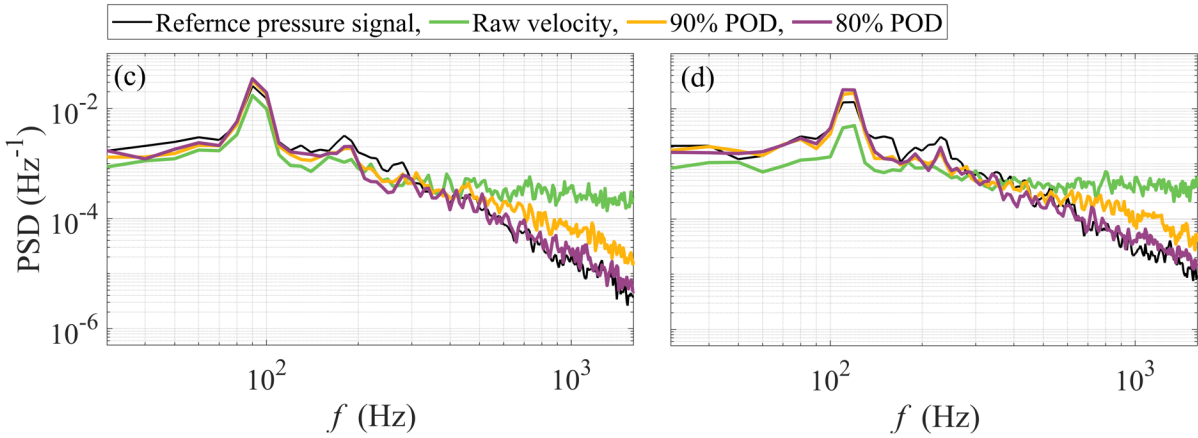 Refernce pressure signal, Raw velocity, 90% POD, 80% POD
(c) (d)
10^-2
10^-4
10^-6
PSD (Hz^-1)
10^2 10^3 10^2 10^3
f (Hz) f (Hz)